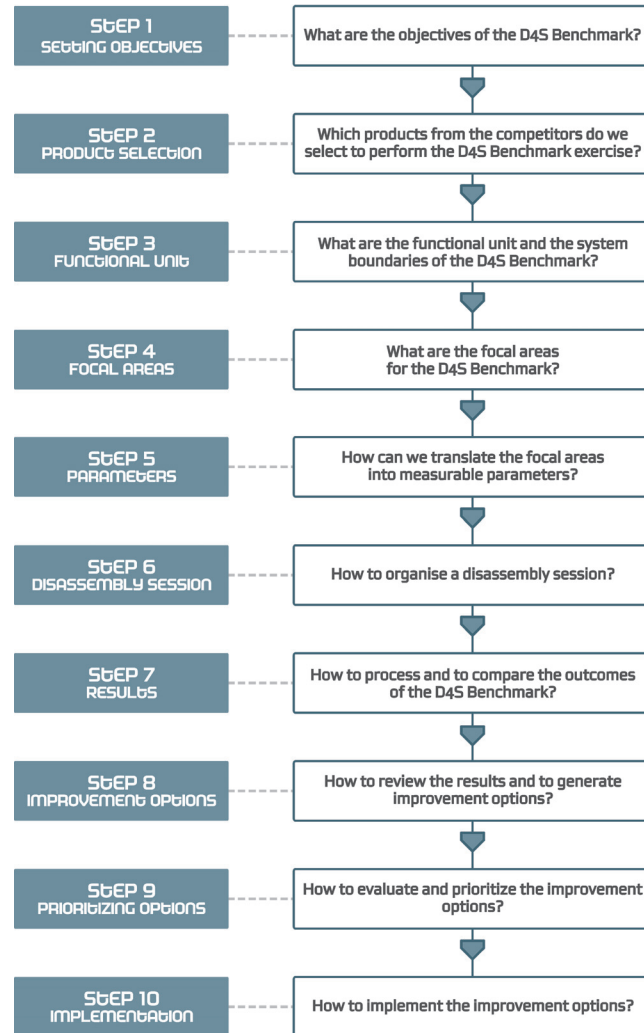 STEP 1
SETTING OBJECTIVES
What are the objectives of the D4S Benchmark?
STEP 2
PRODUCT SELECTION
Which products from the competitors do we
select to perform the D4S Benchmark exercise?
STEP 3
FUNCTIONAL UNIT
What are the functional unit and the system
boundaries of the D4S Benchmark?
STEP 4
FOCAL AREAS
What are the focal areas
for the D4S Benchmark?
STEP 5
PARAMETERS
How can we translate the focal areas
into measurable parameters?
STEP 6
DISASSEMBLY SESSION
How to organise a disassembly session?
STEP 7
RESULTS
How to process and to compare the outcomes
of the D4S Benchmark?
STEP 8
IMPROVEMENT OPTIONS
How to review the results and to generate
improvement options?
STEP 9
PRIORITIZING OPTIONS
How to evaluate and prioritize the improvement
options?
STEP 10
IMPLEMENTATION
How to implement the improvement options?